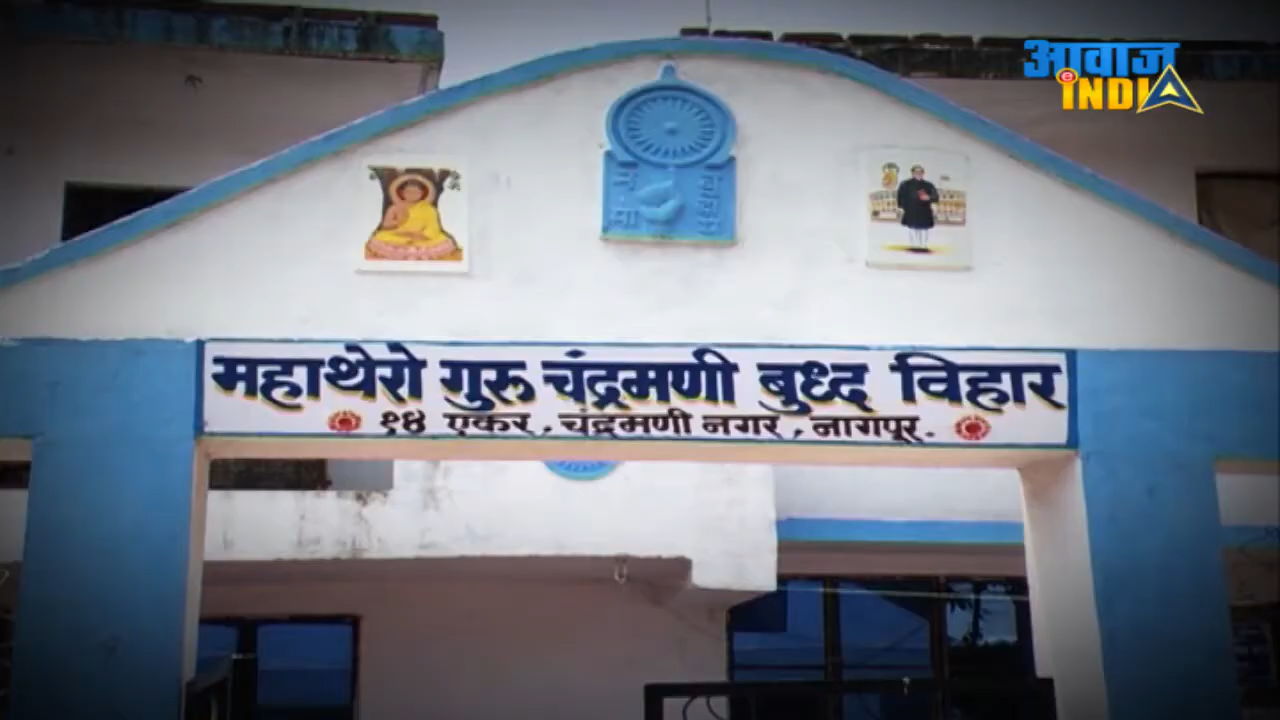 आवाज
INDIA
महाथेरो गुरू चंद्रमणी बुध्द विहार
१४ एकर, चंद्रमणी नगर, नागपूर.